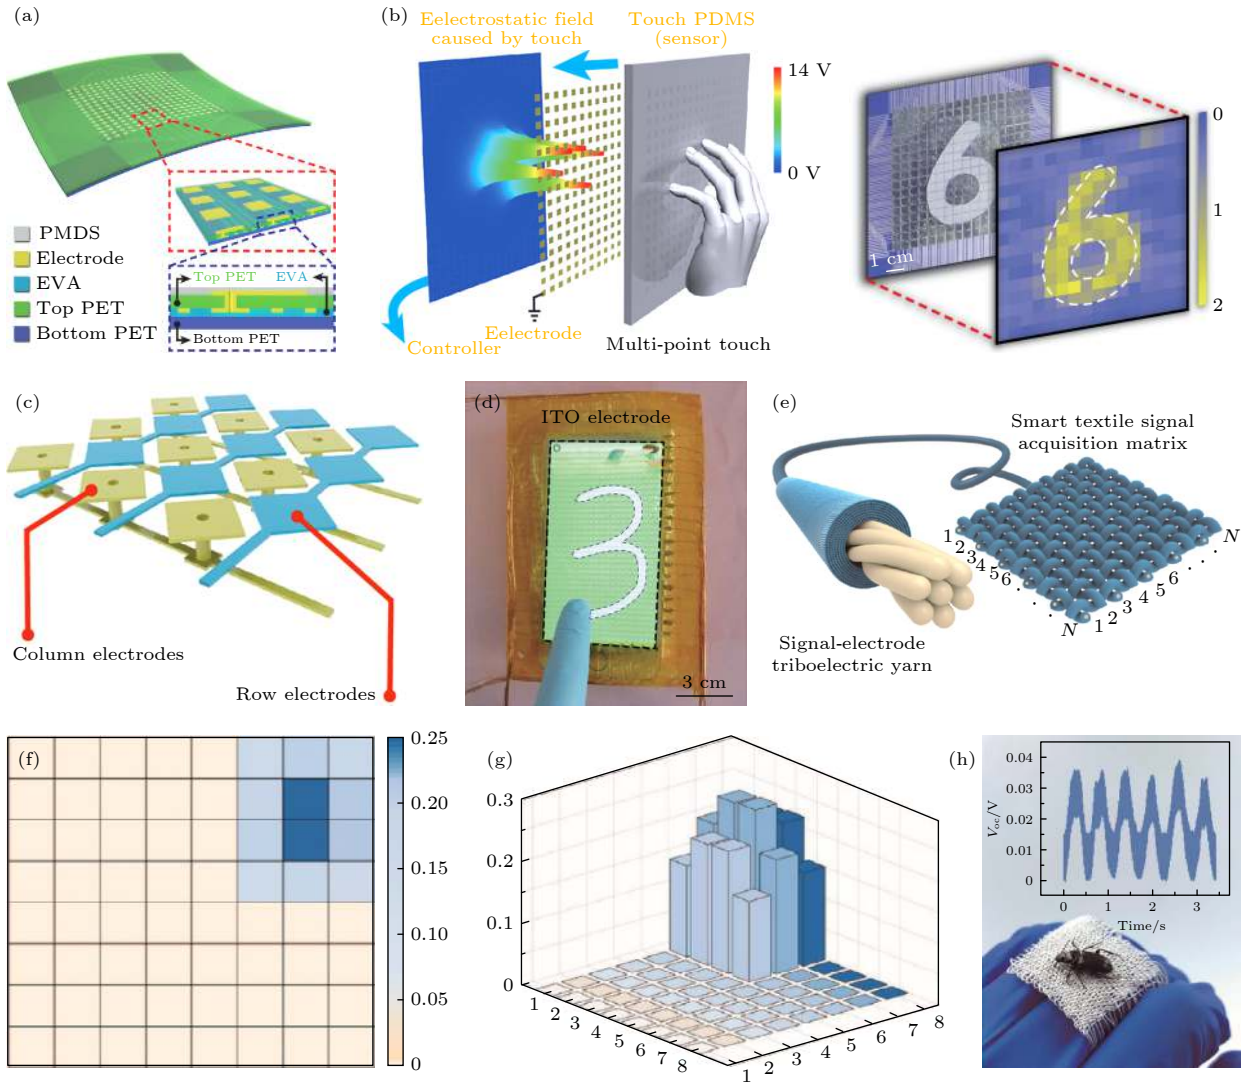 (a)
PMDS
Electrode
EVA
Top PET
Bottom PET
Top PET
EVA
Bottom PET
(b)
Eelectrostatic field
caused by touch
Touch PDMS
(sensor)
14 V
0 V
Controller
Eelectrode
Multi-point touch
6
1 cm
0
1
2
(c)
Column electrodes
Row electrodes
(d)
ITO electrode
3
3 cm
(e)
Smart textile signal
acquisition matrix
Signal-electrode
triboelectric yarn
1 2 3 4 5 6 . . . N
1 2 3 4 5 6 . . . N
(f)
0.25
0.20
0.15
0.10
0.05
0
(g)
0.3
0.2
0.1
0
1 2 3 4 5 6 7 8
1 2 3 4 5 6 7 8
(h)
0.04
0.03
0.02
0.01
0
Voc/V
0 1 2 3
Time/s